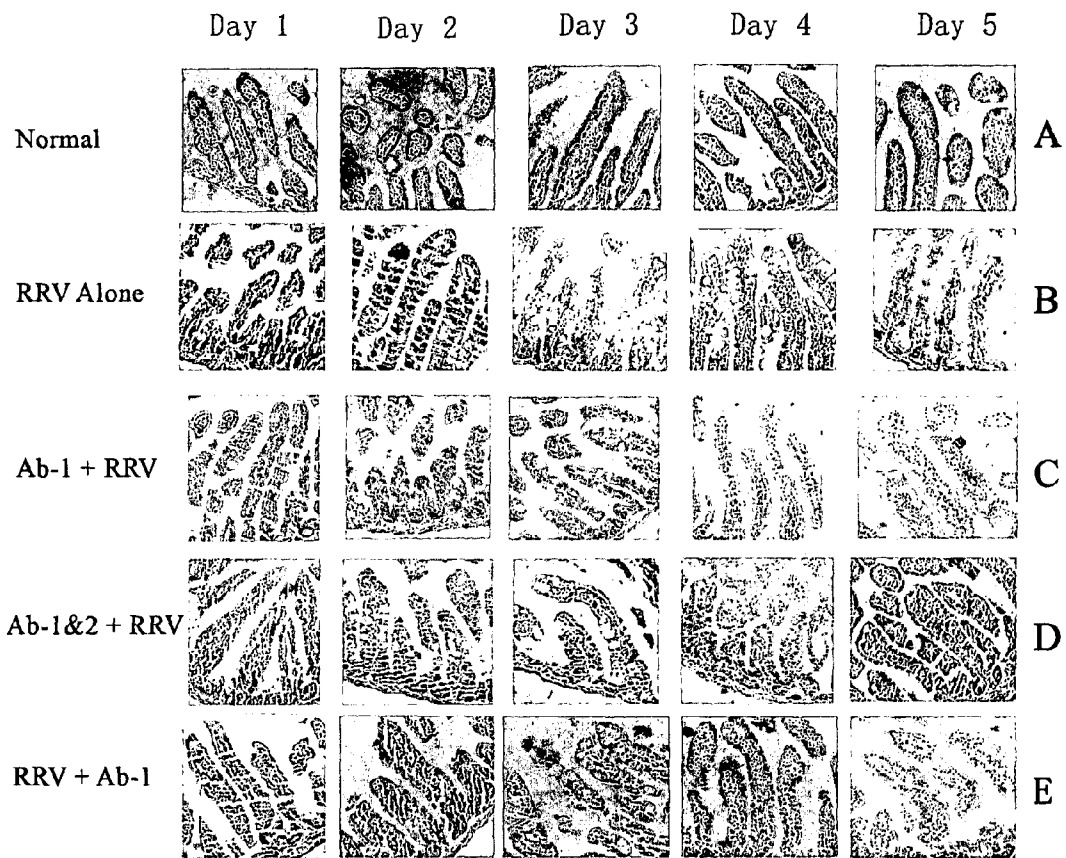 Day 1 Day 2 Day 3 Day 4 Day 5
Normal A
RRV Alone B
Ab-1 + RRV C
Ab-1&2 + RRV D
RRV + Ab-1 E